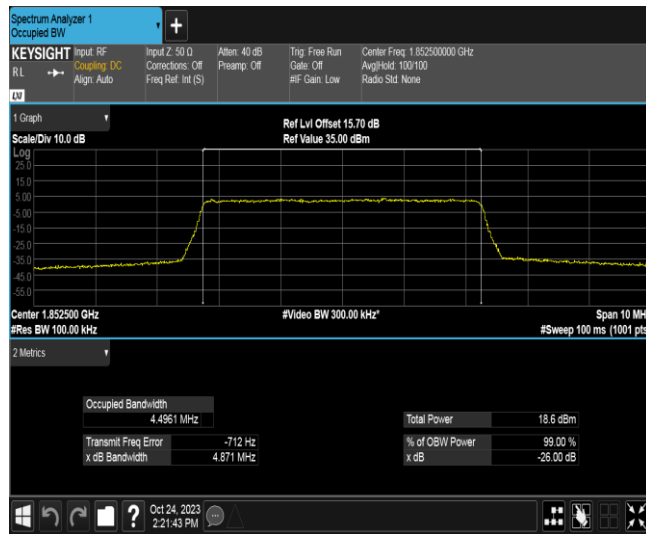 Spectrum Analyzer 1
Occupied BW
+
KEYSIGHT
Input: RF
Input Z: 50 Ω
Atten: 40 dB
Trig: Free Run
Center Freq: 1.852500000 GHz
RL
Coupling: DC
Corrections: Off
Preamp: Off
Gate: Off
Avg|Hold: 100/100
Align: Auto
Freq Ref: Int (S)
#IF Gain: Low
Radio Std: None
LXI
1 Graph
Ref Lvl Offset 15.70 dB
Scale/Div 10.0 dB
Ref Value 35.00 dBm
Log
25.0
15.0
5.00
-5.00
-15.0
-25.0
-35.0
-45.0
-55.0
Center 1.852500 GHz
#Video BW 300.00 kHz*
Span 10 MH
#Res BW 100.00 kHz
#Sweep 100 ms (1001 pts
2 Metrics
Occupied Bandwidth
4.4961 MHz
Total Power 18.6 dBm
Transmit Freq Error -712 Hz
% of OBW Power 99.00 %
x dB Bandwidth 4.871 MHz
x dB -26.00 dB
?
Oct 24, 2023
2:21:43 PM